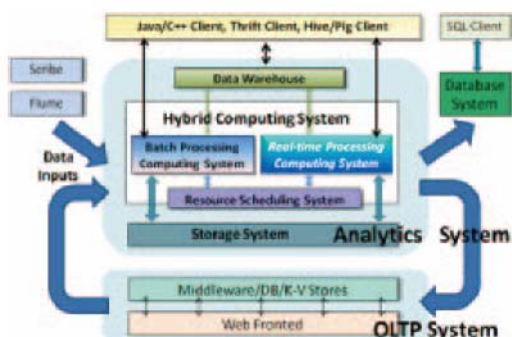 Java/C++ Client, Thrift Client, Hive/Pig Client
SQL Client
Scribe
Flume
Data Warehouse
Database
System
Hybrid Computing System
Batch Processing
Computing System
Real-time Processing
Computing System
Data
Inputs
Resource Scheduling System
Storage System
Analytics System
Middleware/DB/K-V Stores
Web Fronted
OLTP System